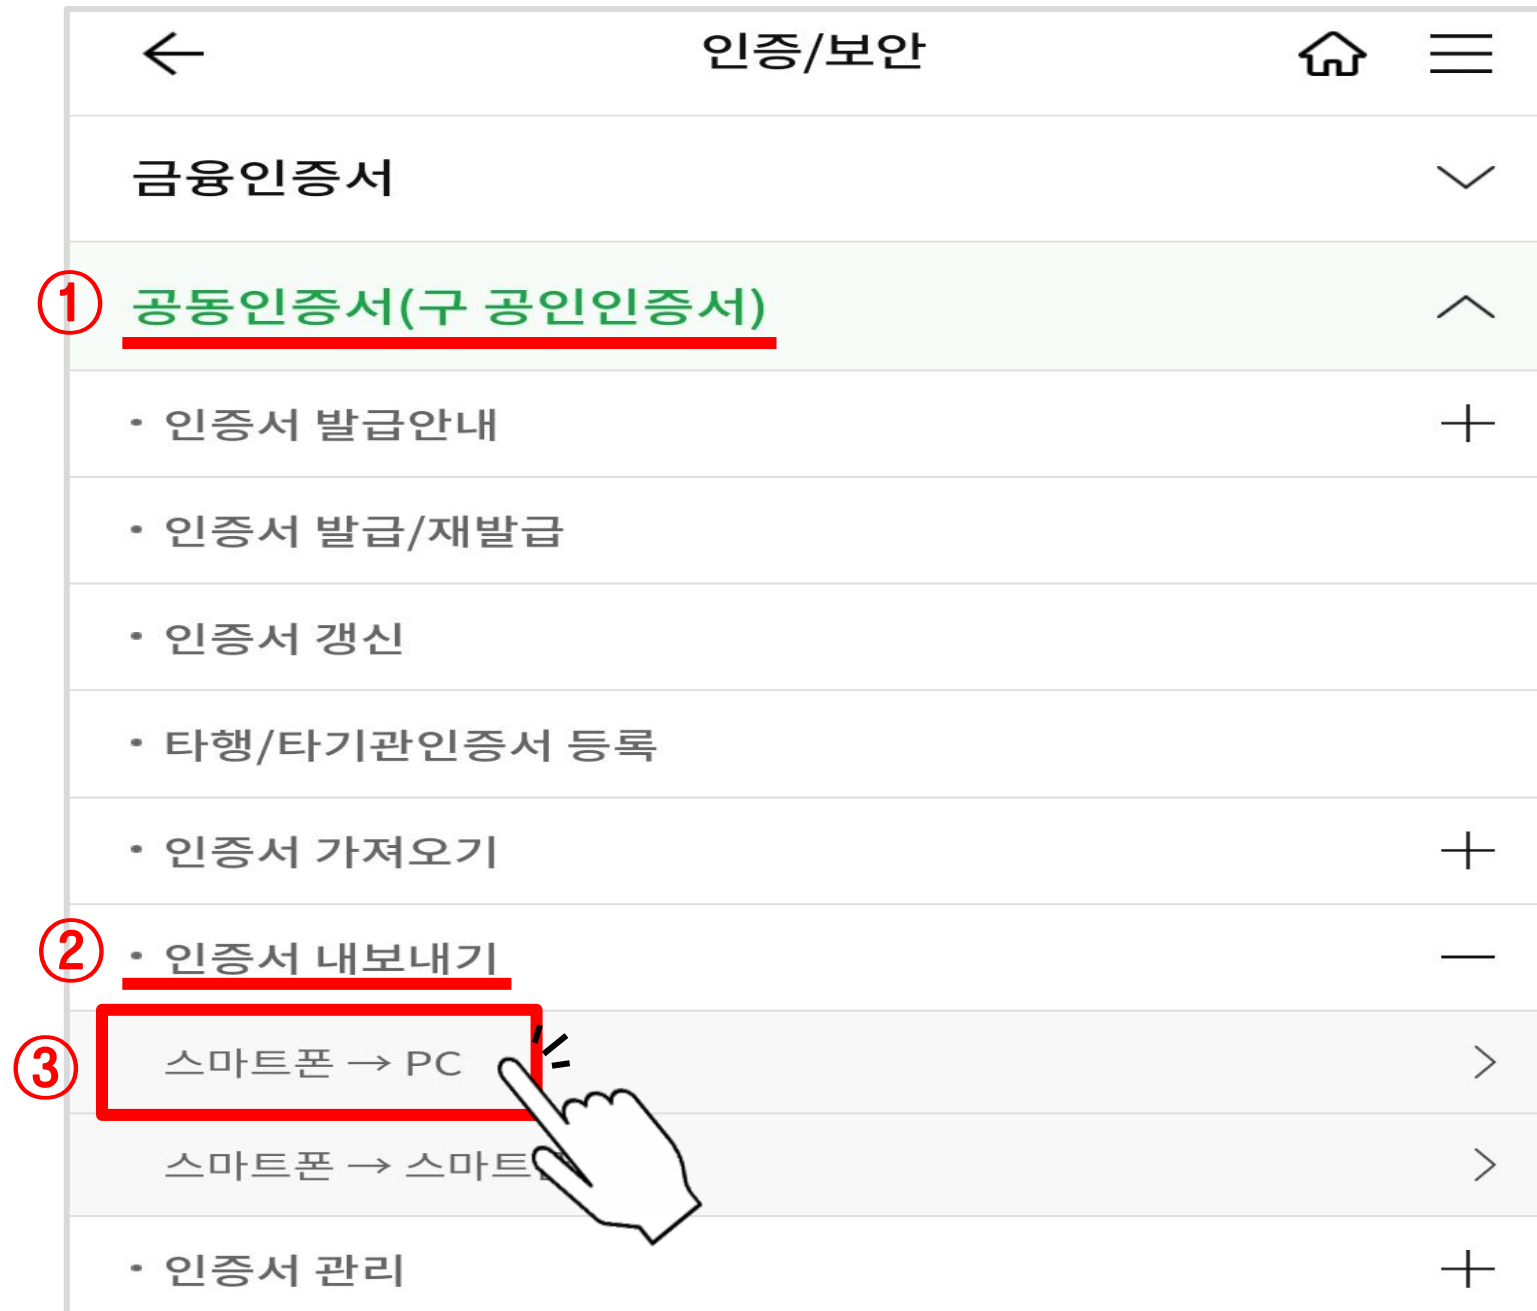 인증/보안
금융인증서
① 공동인증서(구 공인인증서)
· 인증서 발급안내
· 인증서 발급/재발급
· 인증서 갱신
· 타행/타기관인증서 등록
· 인증서 가져오기
② · 인증서 내보내기
③ 스마트폰 → PC
스마트폰 → 스마트
· 인증서 관리